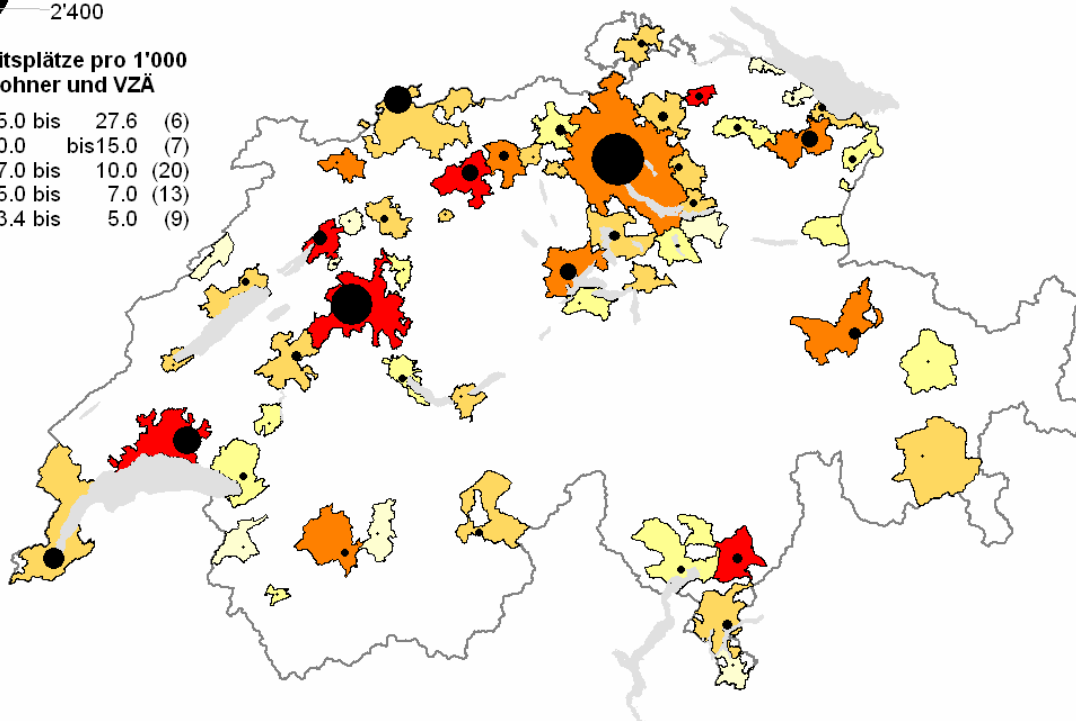 2'400
itsplätze pro 1'000
ohner und VZÄ
5.0 bis 27.6 (6)
0.0 bis15.0 (7)
7.0 bis 10.0 (20)
5.0 bis 7.0 (13)
3.4 bis 5.0 (9)